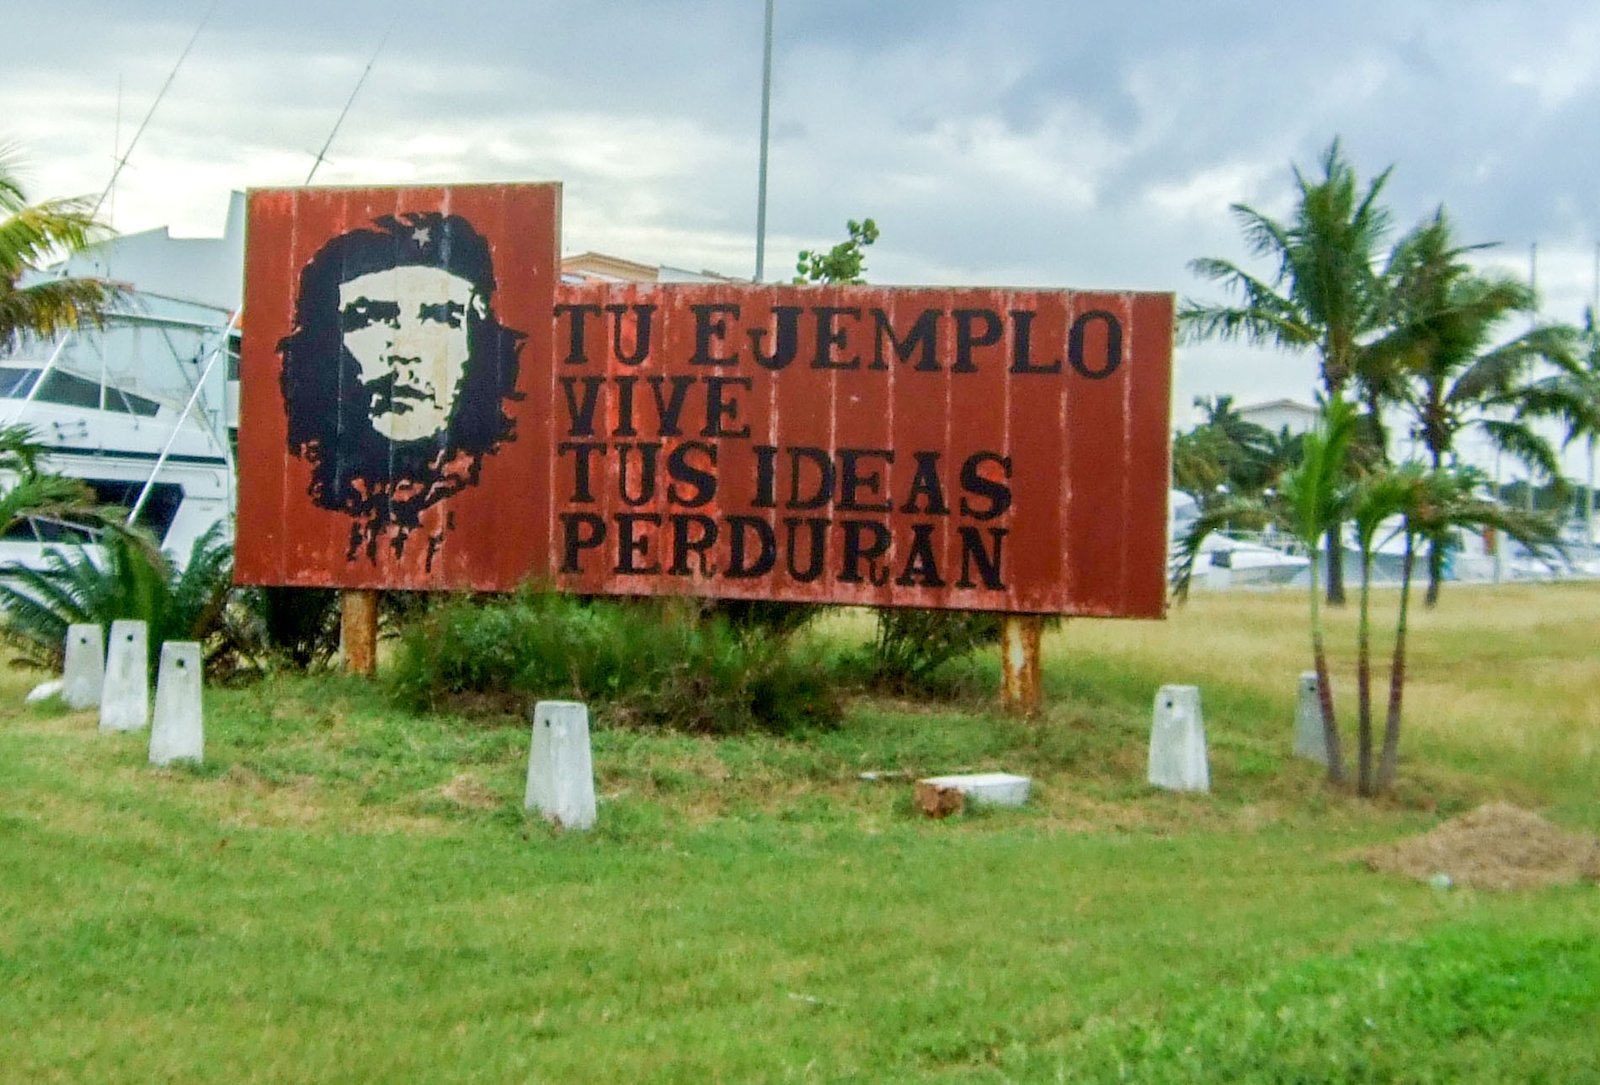 TU EJEMPLO
VIVE
TUS IDEAS
PERDURAN